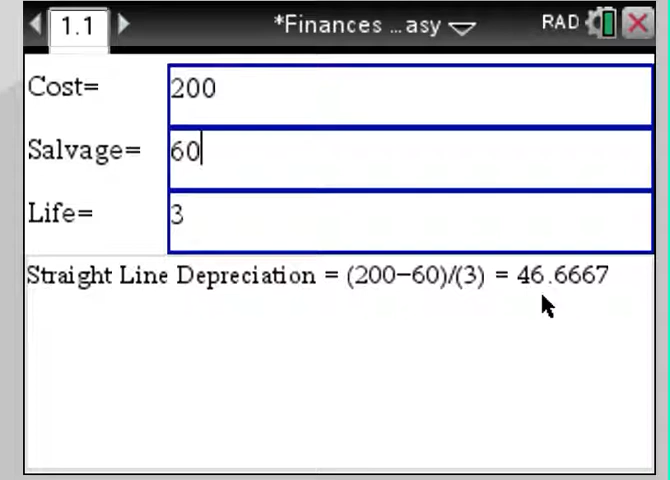 1.1
*Finances …asy
RAD
Cost=
200
Salvage=
60
Life=
3
Straight Line Depreciation = (200−60)/(3) = 46.6667